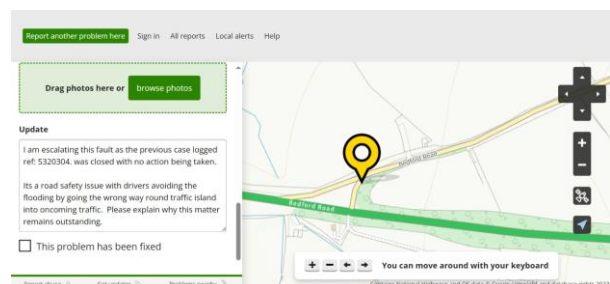 Report another problem here Sign in All reports Local alerts Help
Drag photos here or browse photos
Update
I am escalating this fault as the previous case logged
ref: 5320304. was closed with no action being taken.
Its a road safety issue with drivers avoiding the
flooding by going the wrong way round traffic island
into oncoming traffic. Please explain why this matter
remains outstanding.
This problem has been fixed
Bedford Road
You can move around with your keyboard